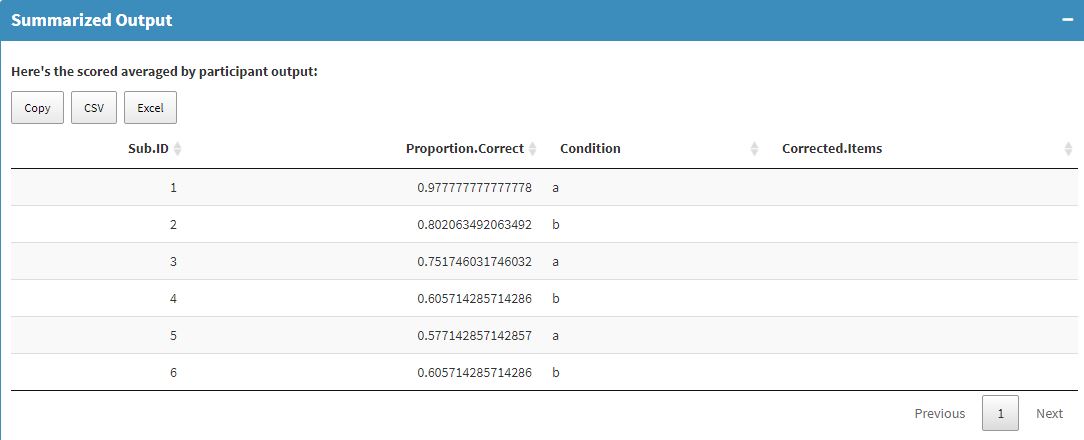 Summarized Output
Here's the scored averaged by participant output:
Copy CSV Excel
Sub.ID Proportion.Correct Condition Corrected.Items
1 0.977777777777778 a
2 0.802063492063492 b
3 0.751746031746032 a
4 0.605714285714286 b
5 0.577142857142857 a
6 0.605714285714286 b
Previous 1 Next